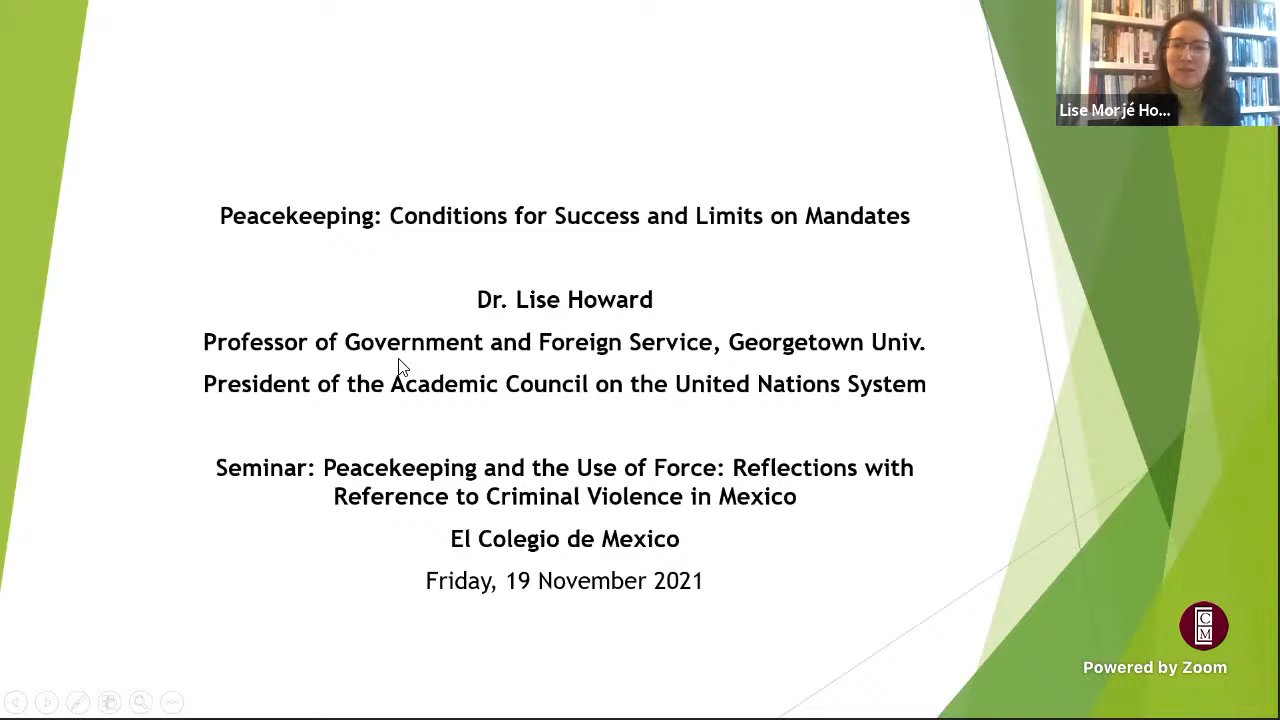 Lise Morjé Ho...
Peacekeeping: Conditions for Success and Limits on Mandates
Dr. Lise Howard
Professor of Government and Foreign Service, Georgetown Univ.
President of the Academic Council on the United Nations System
Seminar: Peacekeeping and the Use of Force: Reflections with
Reference to Criminal Violence in Mexico
El Colegio de Mexico
Friday, 19 November 2021
C
M
Powered by Zoom